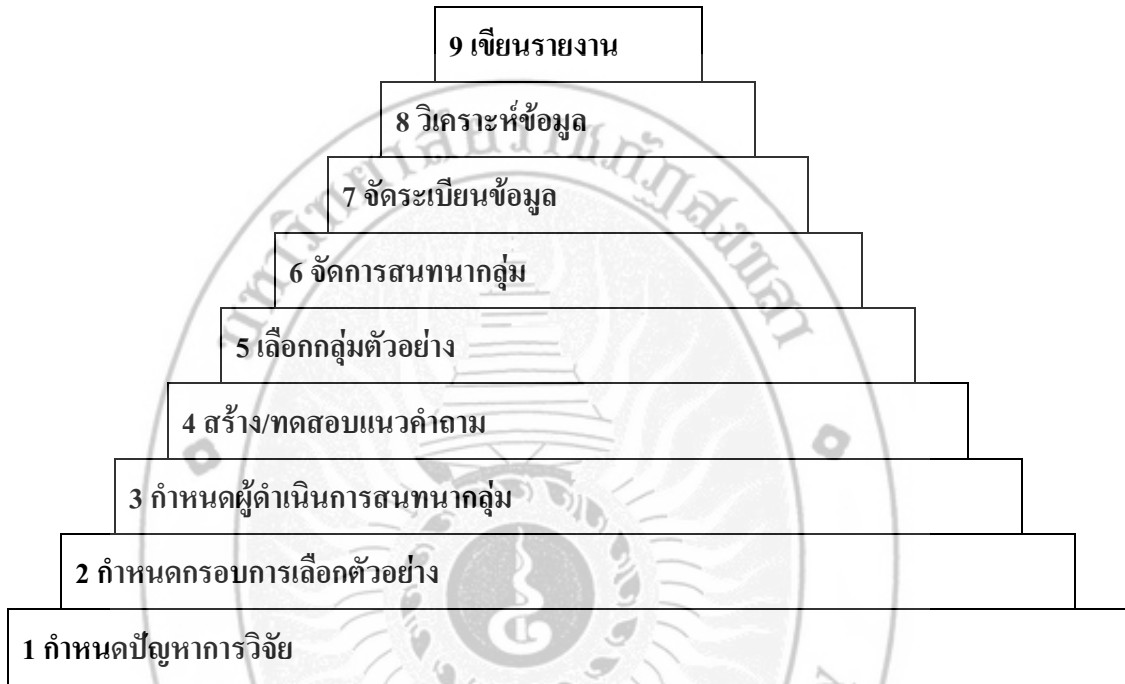 9 เขียนรายงาน
8 วิเคราะห์ข้อมูล
7 จัดระเบียนข้อมูล
6 จัดการสนทนากลุ่ม
5 เลือกกลุ่มตัวอย่าง
4 สร้าง/ทดสอบแนวคำถาม
3 กำหนดผู้ดำเนินการสนทนากลุ่ม
2 กำหนดกรอบการเลือกตัวอย่าง
1 กำหนดปัญหาการวิจัย